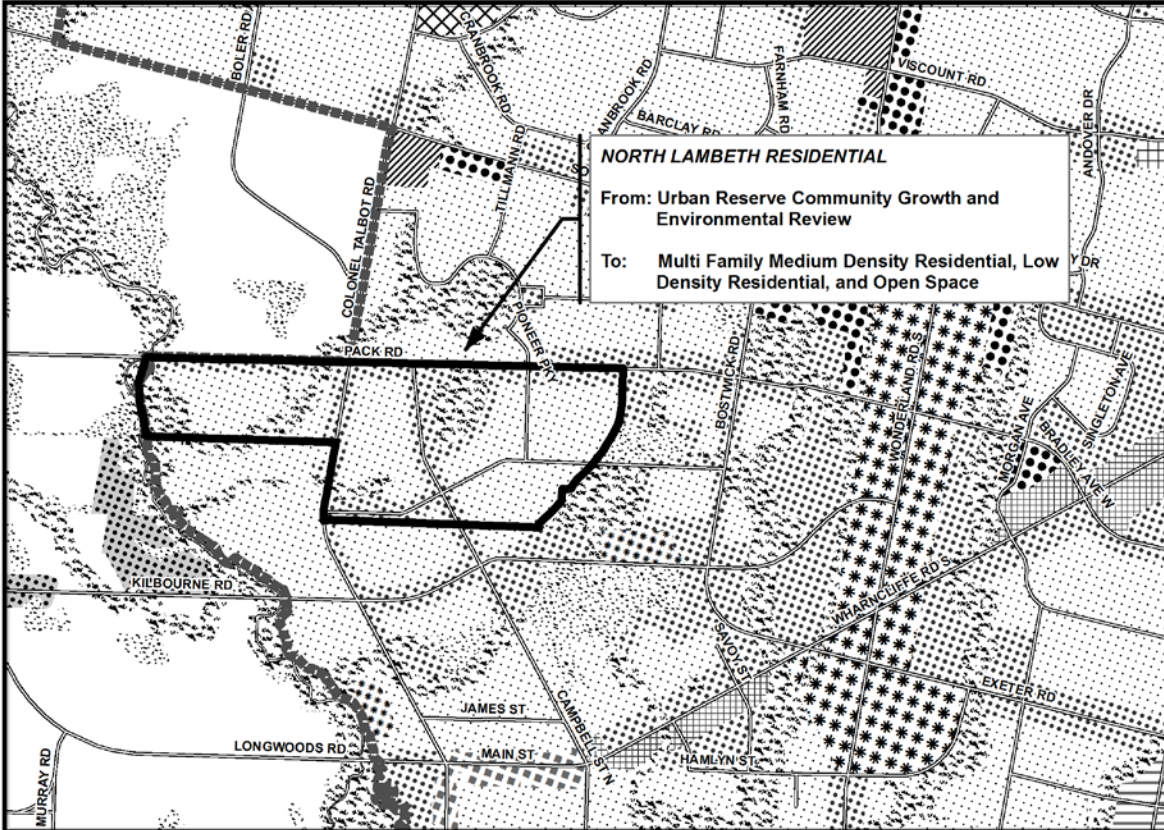 BOLER RD
CRANBROOK RD
FARNHAM RD
VISCOUNT RD
ANDOVER DR
BARCLAY RD
TILLMANN RD
COLONEL TALBOT RD
NORTH LAMBETH RESIDENTIAL
From: Urban Reserve Community Growth and
Environmental Review
To: Multi Family Medium Density Residential, Low
Density Residential, and Open Space
PIONEER PKY
PACK RD
BOSTWICK RD
WONDERLAND RD S
MORGAN AVE
SINGLETON AVE
BRADLEY AVE W
KILBOURNE RD
WHARNCLIFFE RD S
SAVOY ST
EXETER RD
JAMES ST
CAMPBELL ST N
LONGWOODS RD
MAIN ST
HAMLYN ST
MURRAY RD